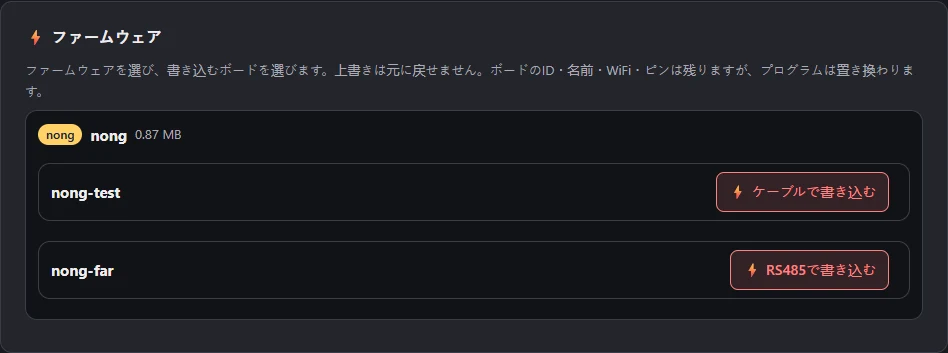 ファームウェア
ファームウェアを選び、書き込むボードを選びます。上書きは元に戻せません。ボードのID・名前・WiFi・ピンは残りますが、プログラムは置き換わりま
す。
nong nong 0.87 MB
nong-test ケーブルで書き込む
nong-far RS485で書き込む